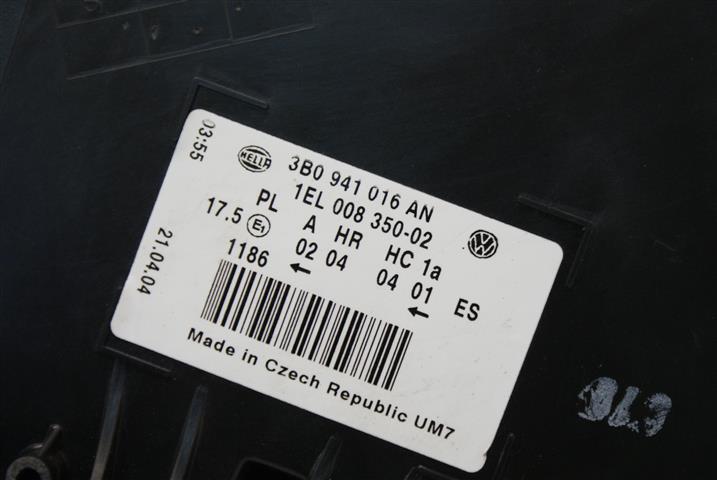 03:55
21.04.04
HELLA 3B0 941 016 AN
1EL 008 350-02
PL A HR HC 1a
17.5 E1 02 04 04 01 ES
1186 ← ←
Made in Czech Republic UM7